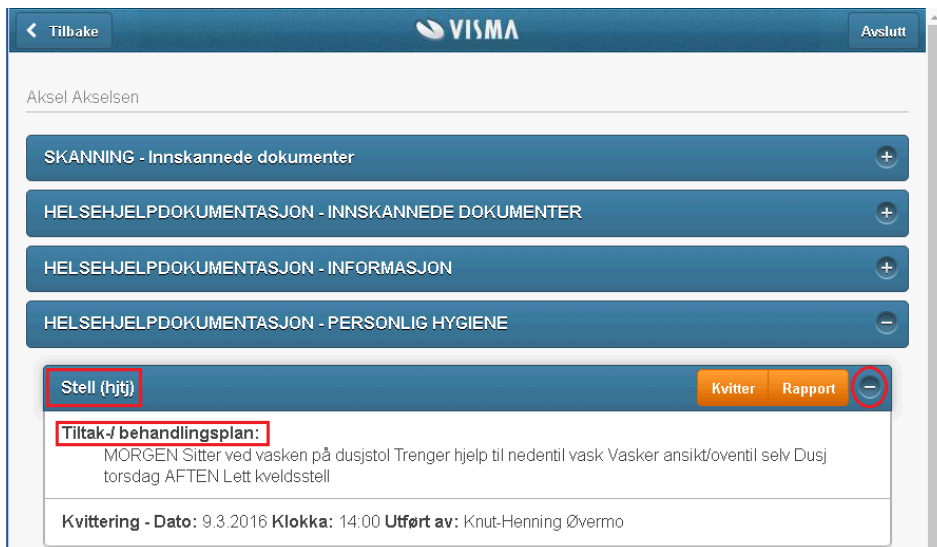 Tilbake
VISMA
Avslutt
Aksel Akselsen
SKANNING - Innskannede dokumenter
HELSEHJELPDOKUMENTASJON - INNSKANNEDE DOKUMENTER
HELSEHJELPDOKUMENTASJON - INFORMASJON
HELSEHJELPDOKUMENTASJON - PERSONLIG HYGIENE
Stell (hjtj)
Kvitter
Rapport
Tiltak-/ behandlingsplan:
MORGEN Sitter ved vasken på dusjstol Trenger hjelp til nedentil vask Vasker ansikt/oventil selv Dusj
torsdag AFTEN Lett kveldsstell
Kvittering - Dato: 9.3.2016 Klokka: 14:00 Utført av: Knut-Henning Øvermo